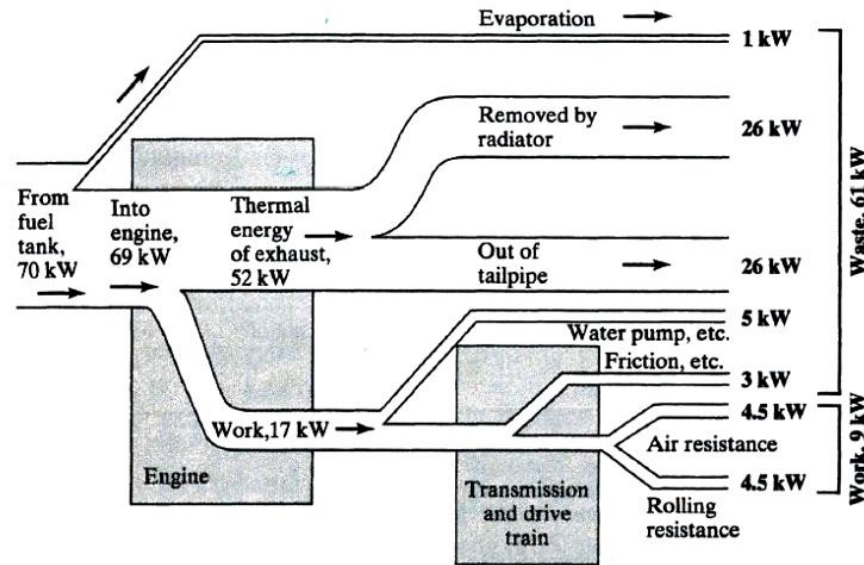 Evaporation
1 kW
Removed by
radiator
26 kW
From
fuel
tank,
70 kW
Into
engine,
69 kW
Thermal
energy
of exhaust,
52 kW
Out of
tailpipe
26 kW
5 kW
Water pump, etc.
Friction, etc.
3 kW
Waste, 61 kW
Work,17 kW
4.5 kW
Air resistance
4.5 kW
Rolling
resistance
Work, 9 kW
Engine
Transmission
and drive
train